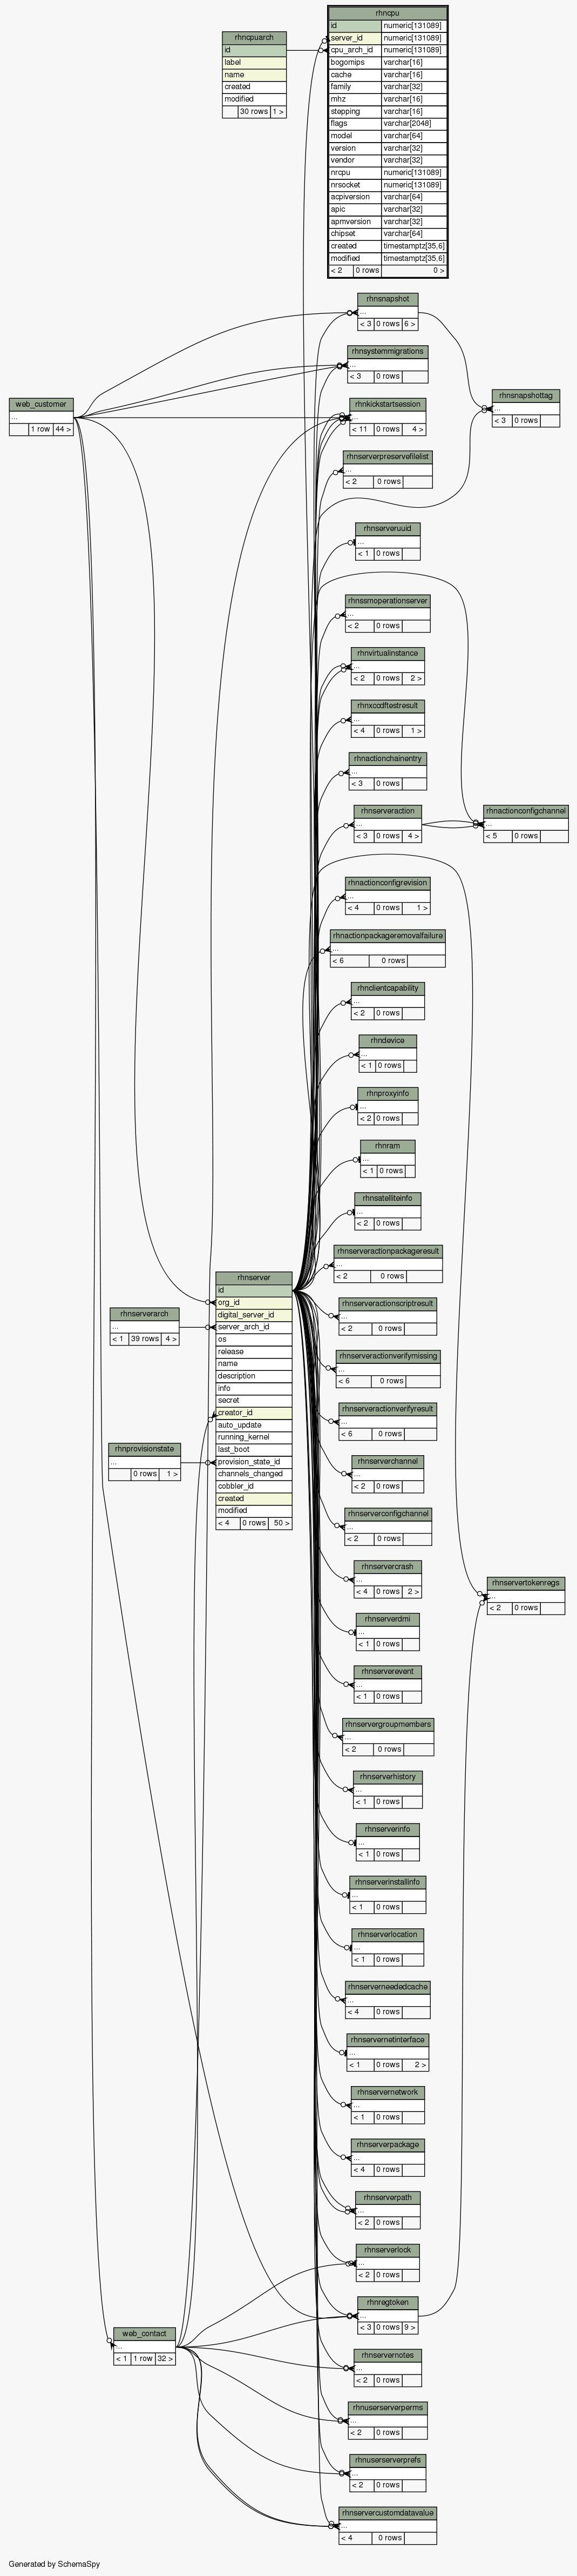 rhncpu
id numeric[131089]
server_id numeric[131089]
cpu_arch_id numeric[131089]
bogomips varchar[16]
cache varchar[16]
family varchar[32]
mhz varchar[16]
stepping varchar[16]
flags varchar[2048]
model varchar[64]
version varchar[32]
vendor varchar[32]
nrcpu numeric[131089]
nrsocket numeric[131089]
acpiversion varchar[64]
apic varchar[32]
apmversion varchar[32]
chipset varchar[64]
created timestamptz[35,6]
modified timestamptz[35,6]
< 2 0 rows 0 >
rhncpuarch
id
label
name
created
modified
30 rows 1 >
rhnsnapshot
...
< 3 0 rows 6 >
rhnsystemmigrations
...
< 3 0 rows
web_customer
...
1 row 44 >
rhnkickstartsession
...
< 11 0 rows 4 >
rhnsnapshottag
...
< 3 0 rows
rhnserverpreservefilelist
...
< 2 0 rows
rhnserveruuid
...
< 1 0 rows
rhnssmoperationserver
...
< 2 0 rows
rhnvirtualinstance
...
< 2 0 rows 2 >
rhnxccdftestresult
...
< 4 0 rows 1 >
rhnactionchainentry
...
< 3 0 rows
rhnserveraction
...
< 3 0 rows 4 >
rhnactionconfigchannel
...
< 5 0 rows
rhnactionconfigrevision
...
< 4 0 rows 1 >
rhnactionpackageremovalfailure
...
< 6 0 rows
rhnclientcapability
...
< 2 0 rows
rhndevice
...
< 1 0 rows
rhnproxyinfo
...
< 2 0 rows
rhnram
...
< 1 0 rows
rhnsatelliteinfo
...
< 2 0 rows
rhnserveractionpackageresult
...
< 2 0 rows
rhnserver
id
org_id
digital_server_id
server_arch_id
os
release
name
description
info
secret
creator_id
auto_update
running_kernel
last_boot
provision_state_id
channels_changed
cobbler_id
created
modified
< 4 0 rows 50 >
rhnserverarch
...
< 1 39 rows 4 >
rhnprovisionstate
...
0 rows 1 >
rhnserveractionscriptresult
...
< 2 0 rows
rhnserveractionverifymissing
...
< 6 0 rows
rhnserveractionverifyresult
...
< 6 0 rows
rhnserverchannel
...
< 2 0 rows
rhnserverconfigchannel
...
< 2 0 rows
rhnservercrash
...
< 4 0 rows 2 >
rhnservertokenregs
...
< 2 0 rows
rhnserverdmi
...
< 1 0 rows
rhnserverevent
...
< 1 0 rows
rhnservergroupmembers
...
< 2 0 rows
rhnserverhistory
...
< 1 0 rows
rhnserverinfo
...
< 1 0 rows
rhnserverinstallinfo
...
< 1 0 rows
rhnserverlocation
...
< 1 0 rows
rhnserverneededcache
...
< 4 0 rows
rhnservernetinterface
...
< 1 0 rows 2 >
rhnservernetwork
...
< 1 0 rows
rhnserverpackage
...
< 4 0 rows
rhnserverpath
...
< 2 0 rows
rhnserverlock
...
< 2 0 rows
rhnregtoken
...
< 3 0 rows 9 >
web_contact
...
< 1 1 row 32 >
rhnservernotes
...
< 2 0 rows
rhnuserserverperms
...
< 2 0 rows
rhnuserserverprefs
...
< 2 0 rows
rhnservercustomdatavalue
...
< 4 0 rows
Generated by SchemaSpy